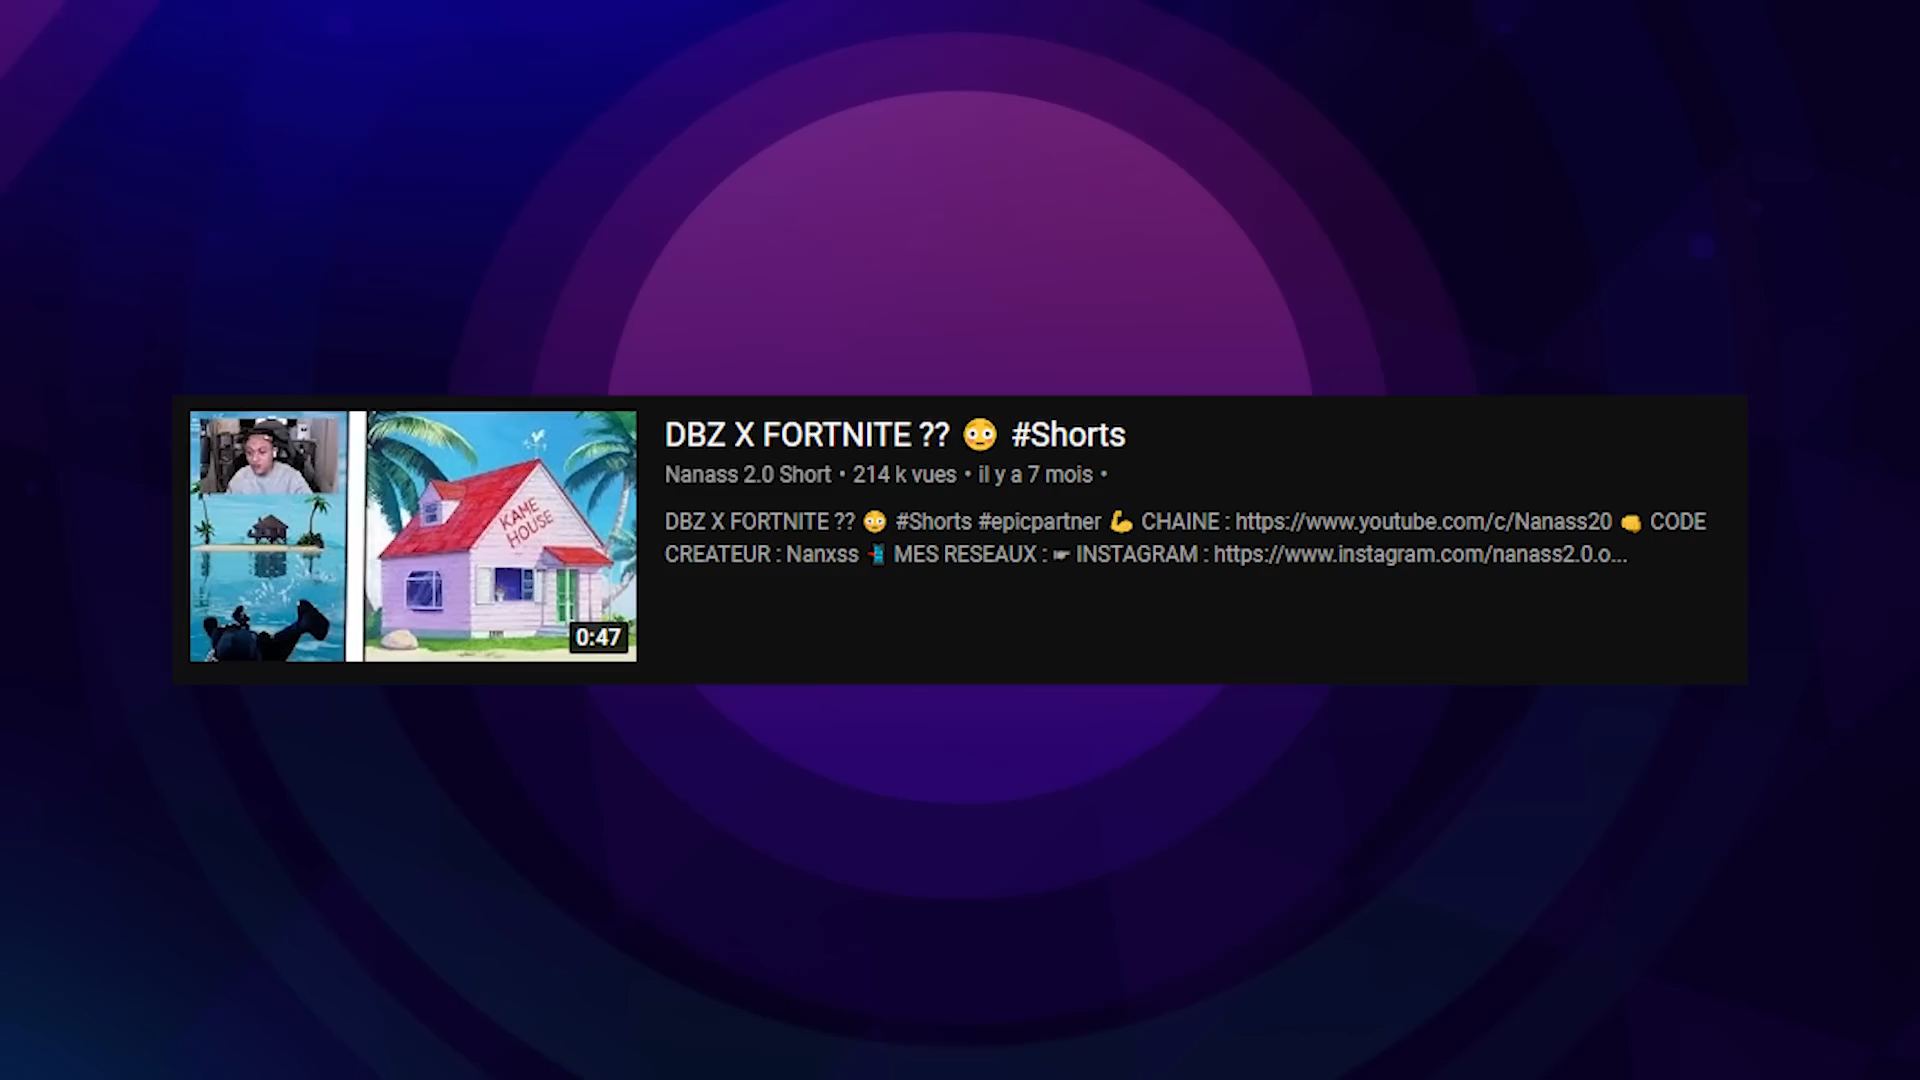 KAME
HOUSE
0:47
DBZ X FORTNITE ?? 😳 #Shorts
Nanass 2.0 Short • 214 k vues • il y a 7 mois •
DBZ X FORTNITE ?? 😳 #Shorts #epicpartner 💪 CHAINE : https://www.youtube.com/c/Nanass20 👊 CODE
CREATEUR : Nanxss 📲 MES RESEAUX : ☛ INSTAGRAM : https://www.instagram.com/nanass2.0.o...